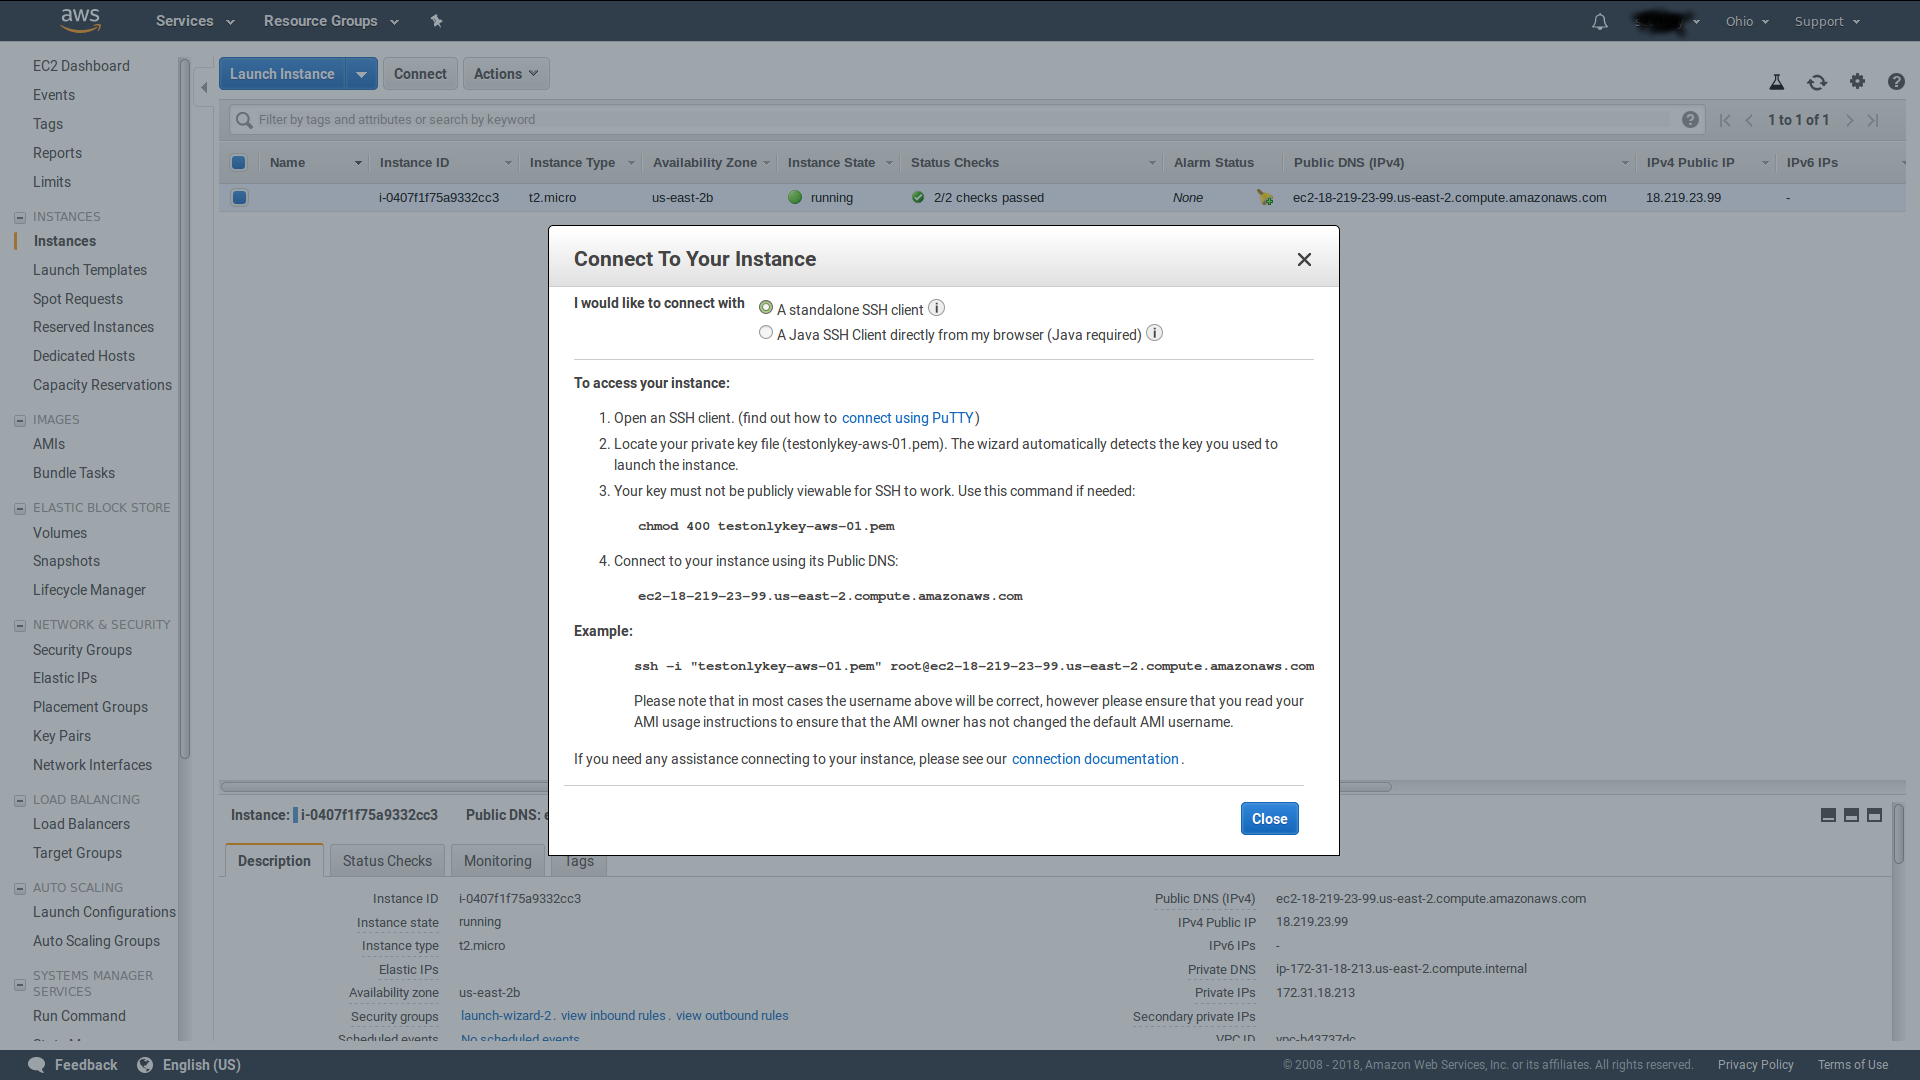 aws Services Resource Groups Ohio Support
EC2 Dashboard
Events
Tags
Reports
Limits
INSTANCES
Instances
Launch Templates
Spot Requests
Reserved Instances
Dedicated Hosts
Capacity Reservations
IMAGES
AMIs
Bundle Tasks
ELASTIC BLOCK STORE
Volumes
Snapshots
Lifecycle Manager
NETWORK & SECURITY
Security Groups
Elastic IPs
Placement Groups
Key Pairs
Network Interfaces
LOAD BALANCING
Load Balancers
Target Groups
AUTO SCALING
Launch Configurations
Auto Scaling Groups
SYSTEMS MANAGER
SERVICES
Run Command
Launch Instance Connect Actions
Filter by tags and attributes or search by keyword
1 to 1 of 1
Name Instance ID Instance Type Availability Zone Instance State Status Checks Alarm Status Public DNS (IPv4) IPv4 Public IP IPv6 IPs
i-0407f1f75a9332cc3 t2.micro us-east-2b running 2/2 checks passed None ec2-18-219-23-99.us-east-2.compute.amazonaws.com 18.219.23.99 -
Connect To Your Instance
I would like to connect with A standalone SSH client
A Java SSH Client directly from my browser (Java required)
To access your instance:
1. Open an SSH client. (find out how to connect using PuTTY)
2. Locate your private key file (testonlykey-aws-01.pem). The wizard automatically detects the key you used to
launch the instance.
3. Your key must not be publicly viewable for SSH to work. Use this command if needed:
chmod 400 testonlykey-aws-01.pem
4. Connect to your instance using its Public DNS:
ec2-18-219-23-99.us-east-2.compute.amazonaws.com
Example:
ssh -i "testonlykey-aws-01.pem" root@ec2-18-219-23-99.us-east-2.compute.amazonaws.com
Please note that in most cases the username above will be correct, however please ensure that you read your
AMI usage instructions to ensure that the AMI owner has not changed the default AMI username.
If you need any assistance connecting to your instance, please see our connection documentation.
Close
Instance: i-0407f1f75a9332cc3 Public DNS:
Description Status Checks Monitoring Tags
Instance ID i-0407f1f75a9332cc3 Public DNS (IPv4) ec2-18-219-23-99.us-east-2.compute.amazonaws.com
Instance state running IPv4 Public IP 18.219.23.99
Instance type t2.micro IPv6 IPs -
Elastic IPs Private DNS ip-172-31-18-213.us-east-2.compute.internal
Availability zone us-east-2b Private IPs 172.31.18.213
Security groups launch-wizard-2. view inbound rules. view outbound rules Secondary private IPs
Scheduled events No scheduled events VPC ID vpc-b43737dc
Feedback English (US)
© 2008 - 2018, Amazon Web Services, Inc. or its affiliates. All rights reserved. Privacy Policy Terms of Use